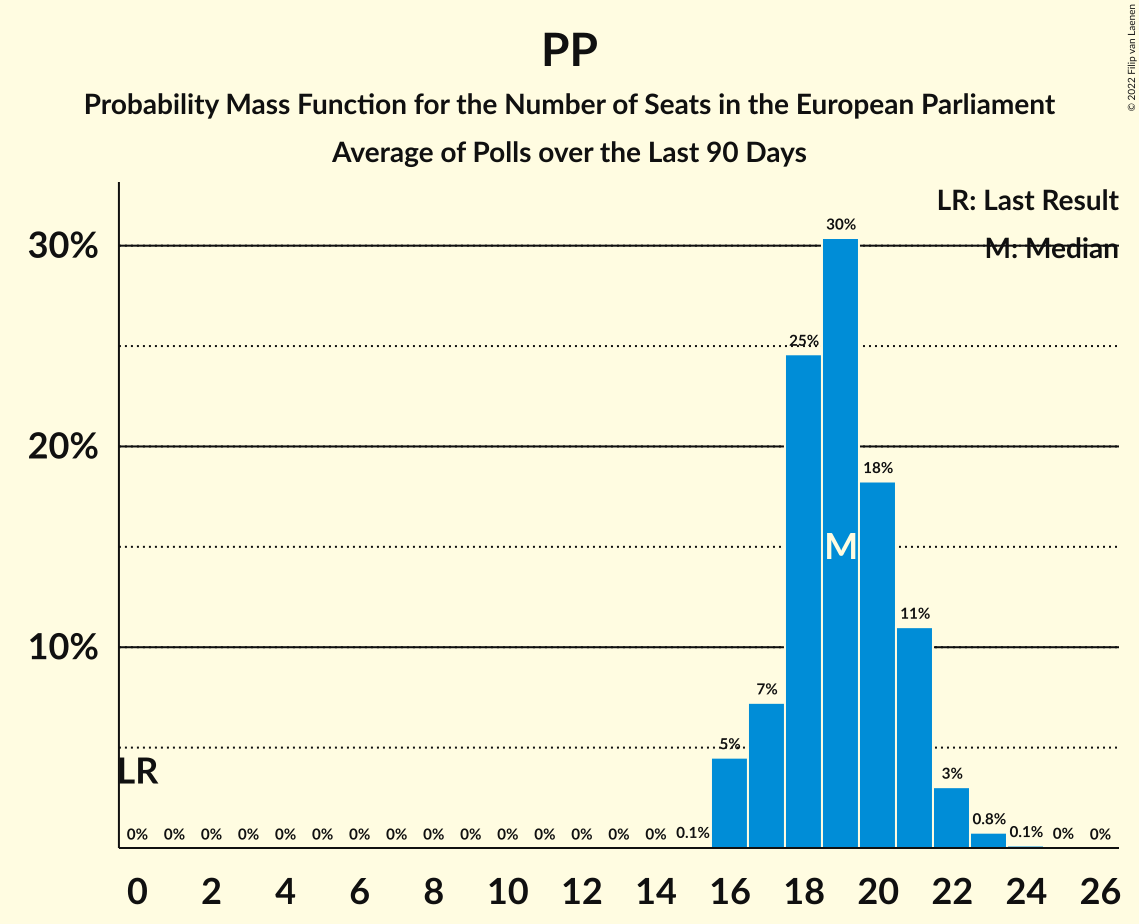 © 2022 Filip van Laenen
PP
Probability Mass Function for the Number of Seats in the European Parliament
Average of Polls over the Last 90 Days
LR: Last Result
M: Median
30%
20%
10%
30%
25%
18%
M
11%
7%
5%
LR
3%
0% 0% 0% 0% 0% 0% 0% 0% 0% 0% 0% 0% 0% 0% 0% 0.1% 0.8% 0.1% 0% 0%
0 2 4 6 8 10 12 14 16 18 20 22 24 26